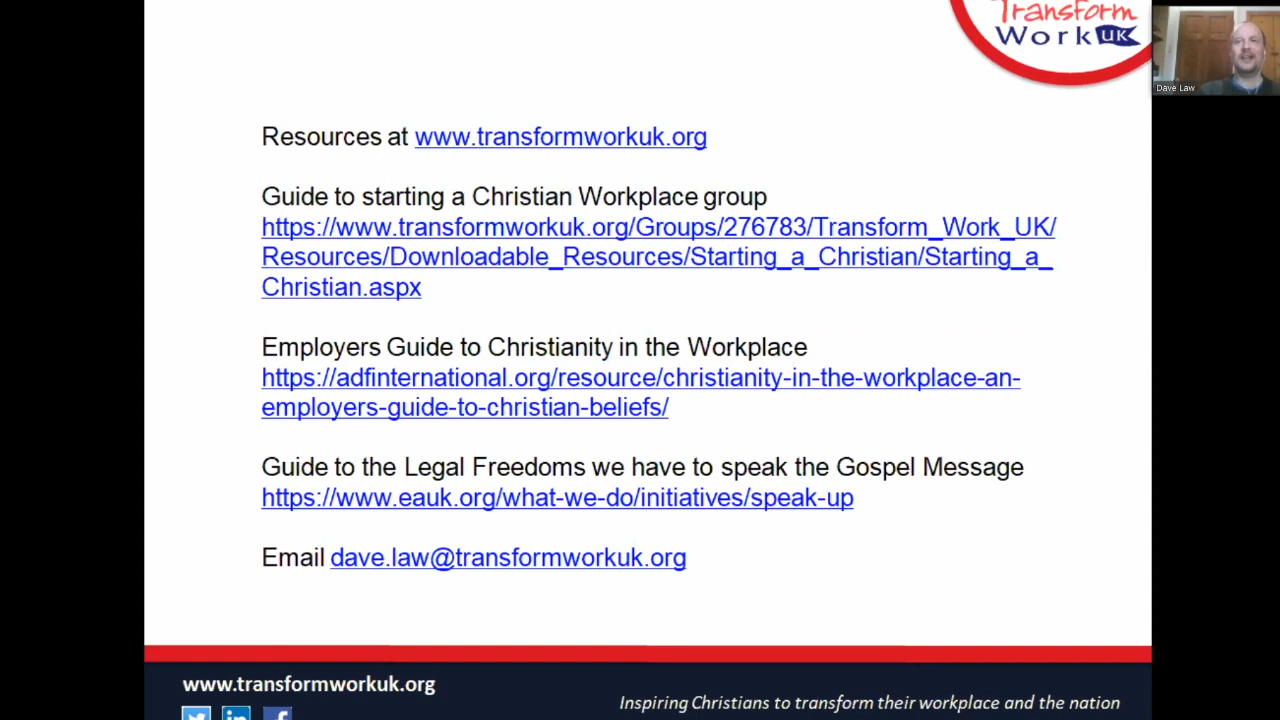 Transform
Work UK
Dave Law
Resources at www.transformworkuk.org
Guide to starting a Christian Workplace group
https://www.transformworkuk.org/Groups/276783/Transform_Work_UK/
Resources/Downloadable_Resources/Starting_a_Christian/Starting_a_
Christian.aspx
Employers Guide to Christianity in the Workplace
https://adfinternational.org/resource/christianity-in-the-workplace-an-
employers-guide-to-christian-beliefs/
Guide to the Legal Freedoms we have to speak the Gospel Message
https://www.eauk.org/what-we-do/initiatives/speak-up
Email dave.law@transformworkuk.org
www.transformworkuk.org
Inspiring Christians to transform their workplace and the nation